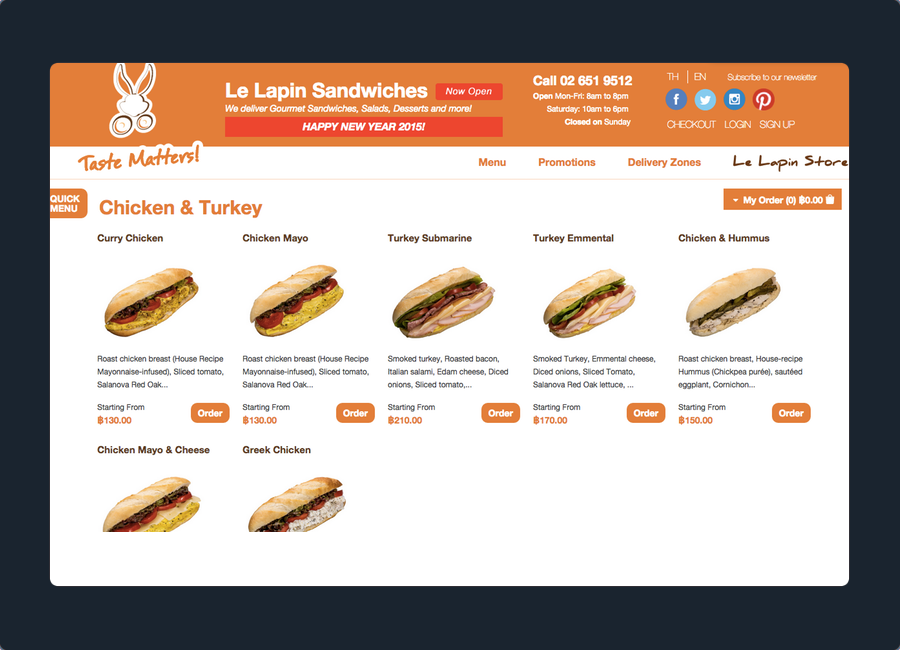 Le Lapin Sandwiches
Now Open
We deliver Gourmet Sandwiches, Salads, Desserts and more!
HAPPY NEW YEAR 2015!
Call 02 651 9512
Open Mon-Fri: 8am to 8pm
Saturday: 10am to 6pm
Closed on Sunday
TH | EN
Subscribe to our newsletter
CHECKOUT LOGIN SIGN UP
Taste Matters!
Menu
Promotions
Delivery Zones
Le Lapin Store
QUICK
MENU
Chicken & Turkey
My Order (0) ฿0.00
Curry Chicken
Roast chicken breast (House Recipe
Mayonnaise-infused), Sliced tomato,
Salanova Red Oak...
Starting From
฿130.00
Order
Chicken Mayo
Roast chicken breast (House Recipe
Mayonnaise-infused), Sliced tomato,
Salanova Red Oak...
Starting From
฿130.00
Order
Turkey Submarine
Smoked turkey, Roasted bacon,
Italian salami, Edam cheese, Diced
onions, Sliced tomato,...
Starting From
฿210.00
Order
Turkey Emmental
Smoked Turkey, Emmental cheese,
Diced onions, Sliced Tomato,
Salanova Red Oak lettuce, ...
Starting From
฿170.00
Order
Chicken & Hummus
Roast chicken breast, House-recipe
Hummus (Chickpea purée), sautéed
eggplant, Cornichon...
Starting From
฿150.00
Order
Chicken Mayo & Cheese
Greek Chicken